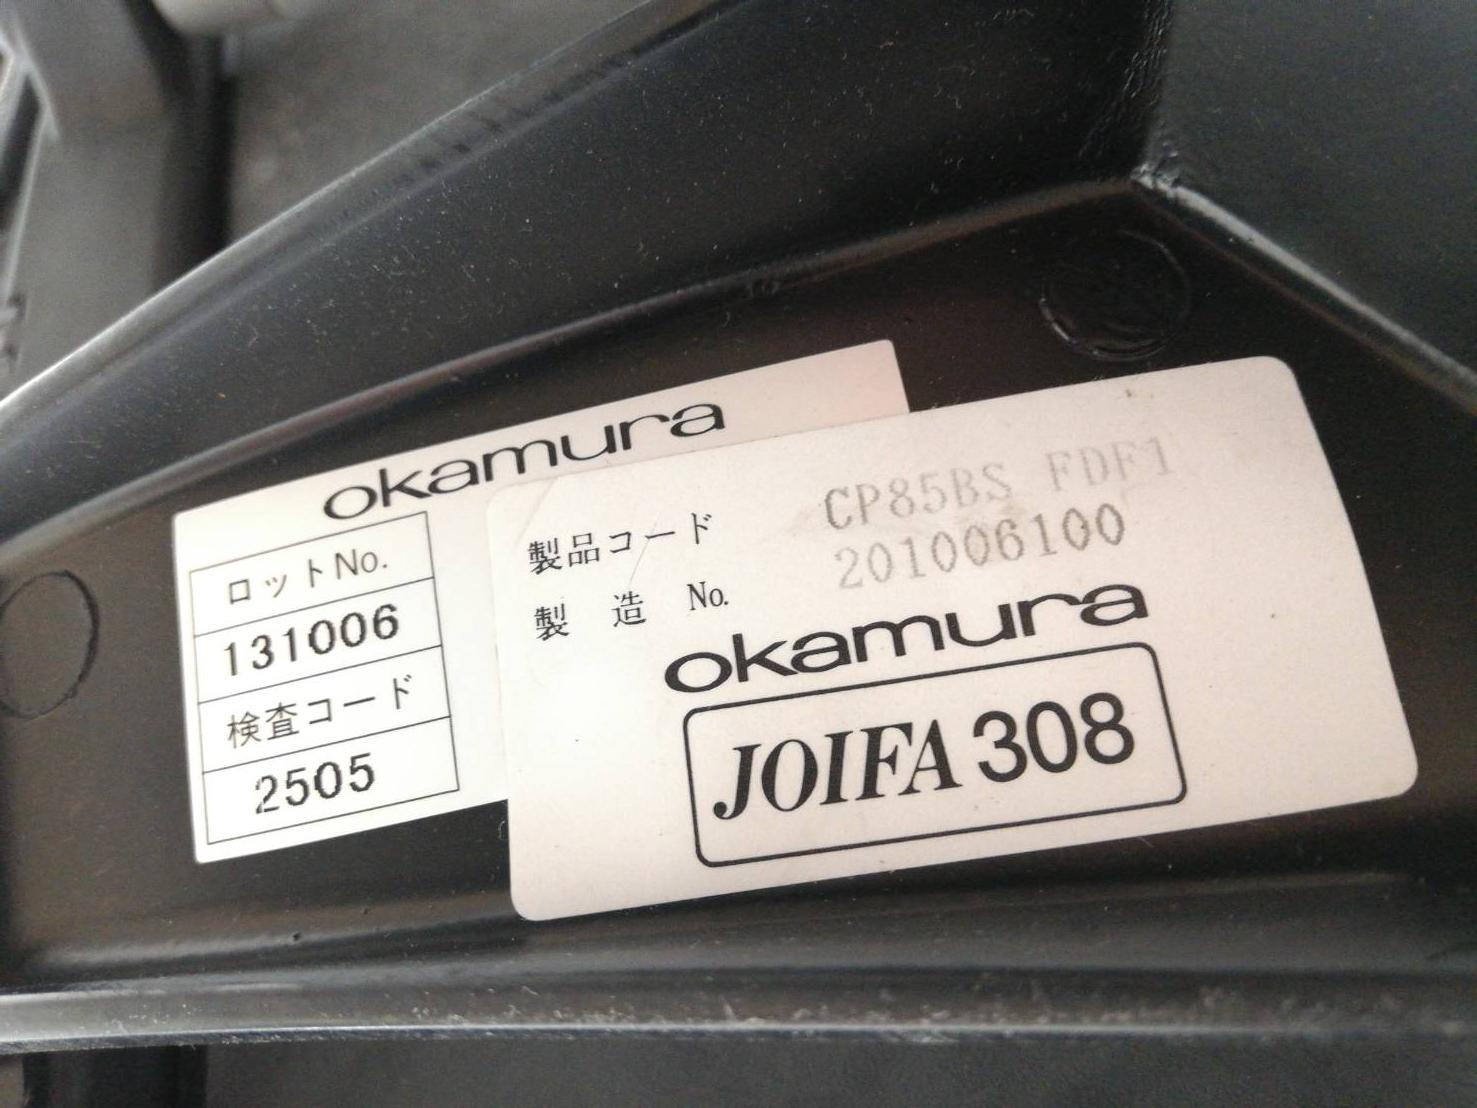 okamura
ロットNo.
131006
検査コード
2505
製品コード CP85BS FDF1
製造 No. 201006100
okamura
JOIFA 308